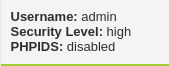 Username: admin
Security Level: high
PHPIDS: disabled